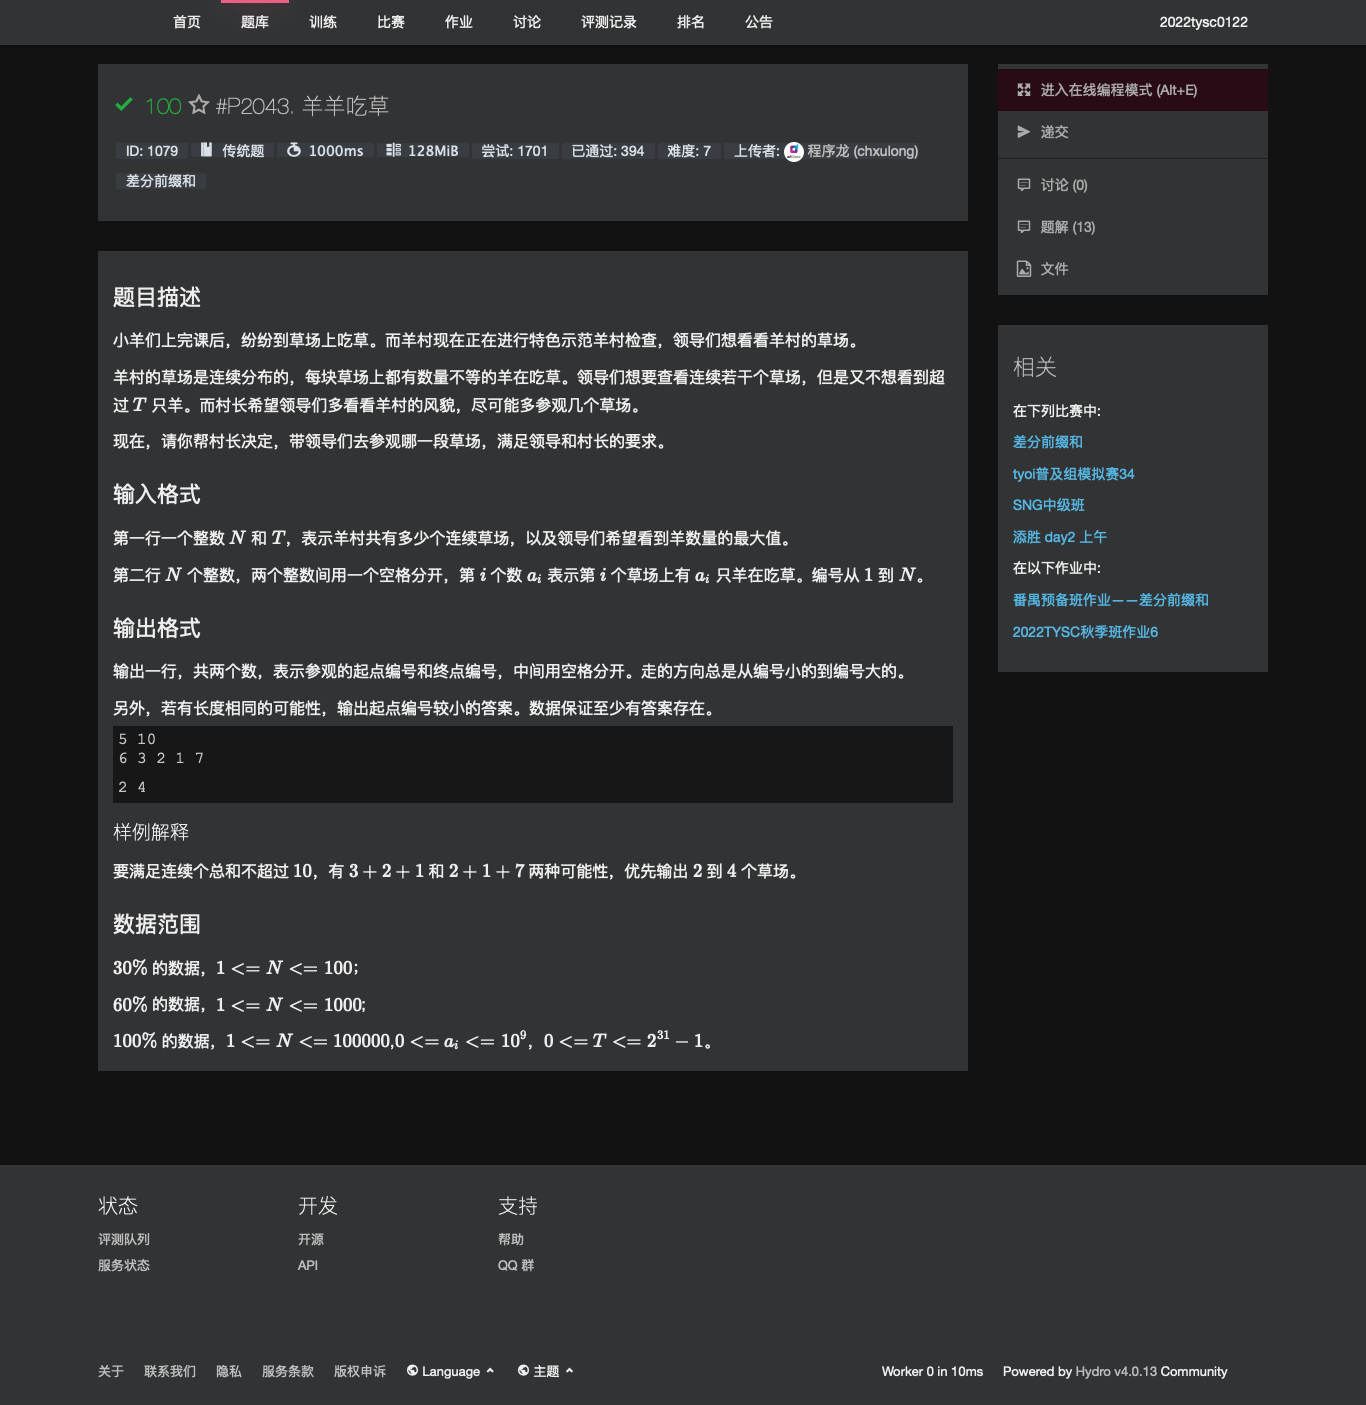 首页 题库 训练 比赛 作业 讨论 评测记录 排名 公告 2022tysc0122
100 #P2043. 羊羊吃草
ID: 1079 传统题 1000ms 128MiB 尝试: 1701 已通过: 394 难度: 7 上传者: 程序龙 (chxulong)
差分前缀和
题目描述
小羊们上完课后，纷纷到草场上吃草。而羊村现在正在进行特色示范羊村检查，领导们想看看羊村的草场。
羊村的草场是连续分布的，每块草场上都有数量不等的羊在吃草。领导们想要查看连续若干个草场，但是又不想看到超
过 T 只羊。而村长希望领导们多看看羊村的风貌，尽可能多参观几个草场。
现在，请你帮村长决定，带领导们去参观哪一段草场，满足领导和村长的要求。
输入格式
第一行一个整数 N 和 T，表示羊村共有多少个连续草场，以及领导们希望看到羊数量的最大值。
第二行 N 个整数，两个整数间用一个空格分开，第 i 个数 a_i 表示第 i 个草场上有 a_i 只羊在吃草。编号从 1 到 N。
输出格式
输出一行，共两个数，表示参观的起点编号和终点编号，中间用空格分开。走的方向总是从编号小的到编号大的。
另外，若有长度相同的可能性，输出起点编号较小的答案。数据保证至少有答案存在。
5 10
6 3 2 1 7
2 4
样例解释
要满足连续个总和不超过 10，有 3 + 2 + 1 和 2 + 1 + 7 两种可能性，优先输出 2 到 4 个草场。
数据范围
30% 的数据，1 <= N <= 100；
60% 的数据，1 <= N <= 1000;
100% 的数据，1 <= N <= 100000,0 <= a_i <= 10^9，0 <= T <= 2^31 − 1。
进入在线编程模式 (Alt+E)
递交
讨论 (0)
题解 (13)
文件
相关
在下列比赛中:
差分前缀和
tyoi普及组模拟赛34
SNG中级班
添胜 day2 上午
在以下作业中:
番禺预备班作业——差分前缀和
2022TYSC秋季班作业6
状态 开发 支持
评测队列 开源 帮助
服务状态 API QQ 群
关于 联系我们 隐私 服务条款 版权申诉 Language 主题 Worker 0 in 10ms Powered by Hydro v4.0.13 Community